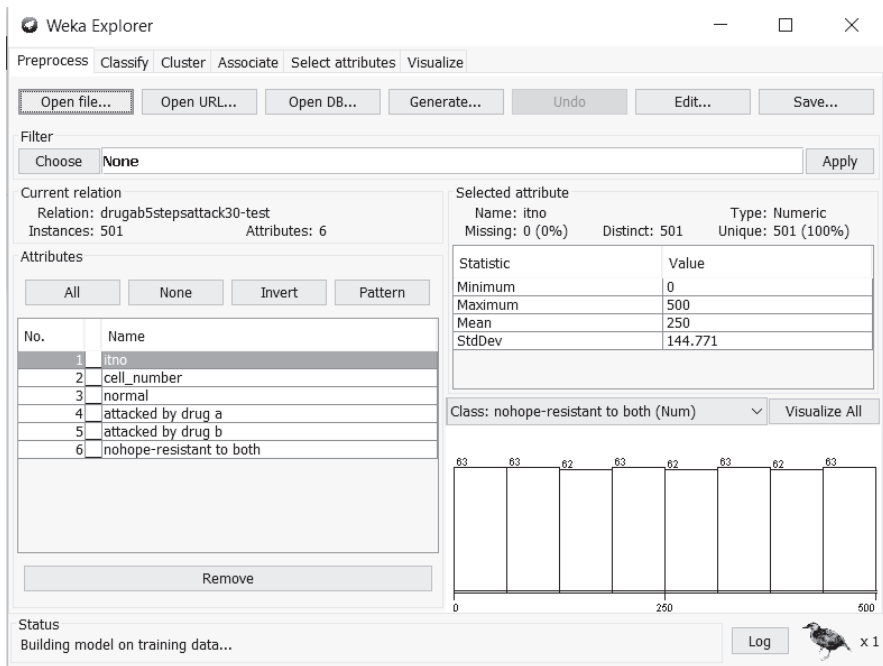 Weka Explorer
Preprocess Classify Cluster Associate Select attributes Visualize
Open file... Open URL... Open DB... Generate... Undo Edit... Save...
Filter
Choose None Apply
Current relation
Relation: drugab5stepsattack30-test
Instances: 501 Attributes: 6
Attributes
All None Invert Pattern
No. Name
1 itno
2 cell_number
3 normal
4 attacked by drug a
5 attacked by drug b
6 nohope-resistant to both
Remove
Selected attribute
Name: itno Type: Numeric
Missing: 0 (0%) Distinct: 501 Unique: 501 (100%)
Statistic Value
Minimum 0
Maximum 500
Mean 250
StdDev 144.771
Class: nohope-resistant to both (Num) Visualize All
63 63 62 63 62 63 62 63
0 250 500
Status
Building model on training data...
Log x 1